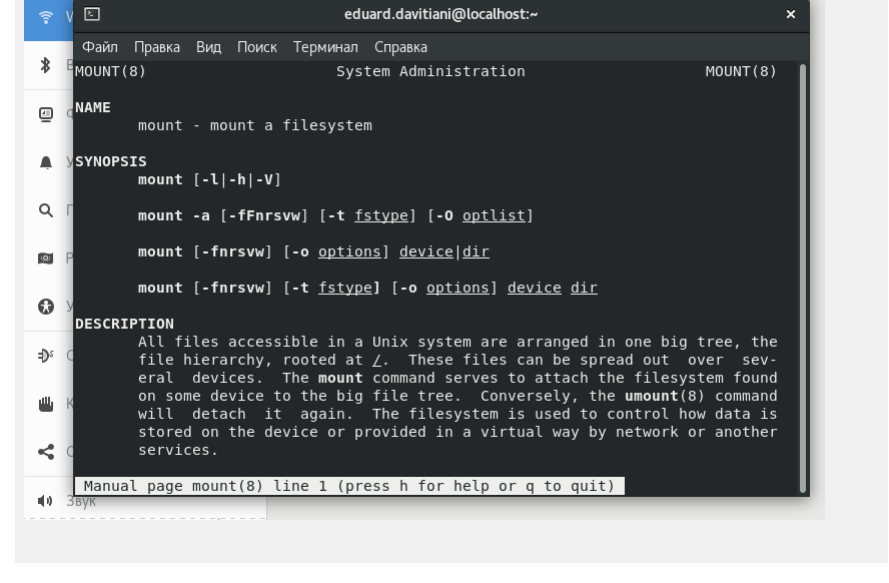 eduard.davitiani@localhost:~
Файл Правка Вид Поиск Терминал Справка
MOUNT(8) System Administration MOUNT(8)
NAME
mount - mount a filesystem
SYNOPSIS
mount [-l|-h|-V]
mount -a [-fFnrsvw] [-t fstype] [-O optlist]
mount [-fnrsvw] [-o options] device|dir
mount [-fnrsvw] [-t fstype] [-o options] device dir
DESCRIPTION
All files accessible in a Unix system are arranged in one big tree, the
file hierarchy, rooted at /. These files can be spread out over sev-
eral devices. The mount command serves to attach the filesystem found
on some device to the big file tree. Conversely, the umount(8) command
will detach it again. The filesystem is used to control how data is
stored on the device or provided in a virtual way by network or another
services.
Manual page mount(8) line 1 (press h for help or q to quit)
Звук